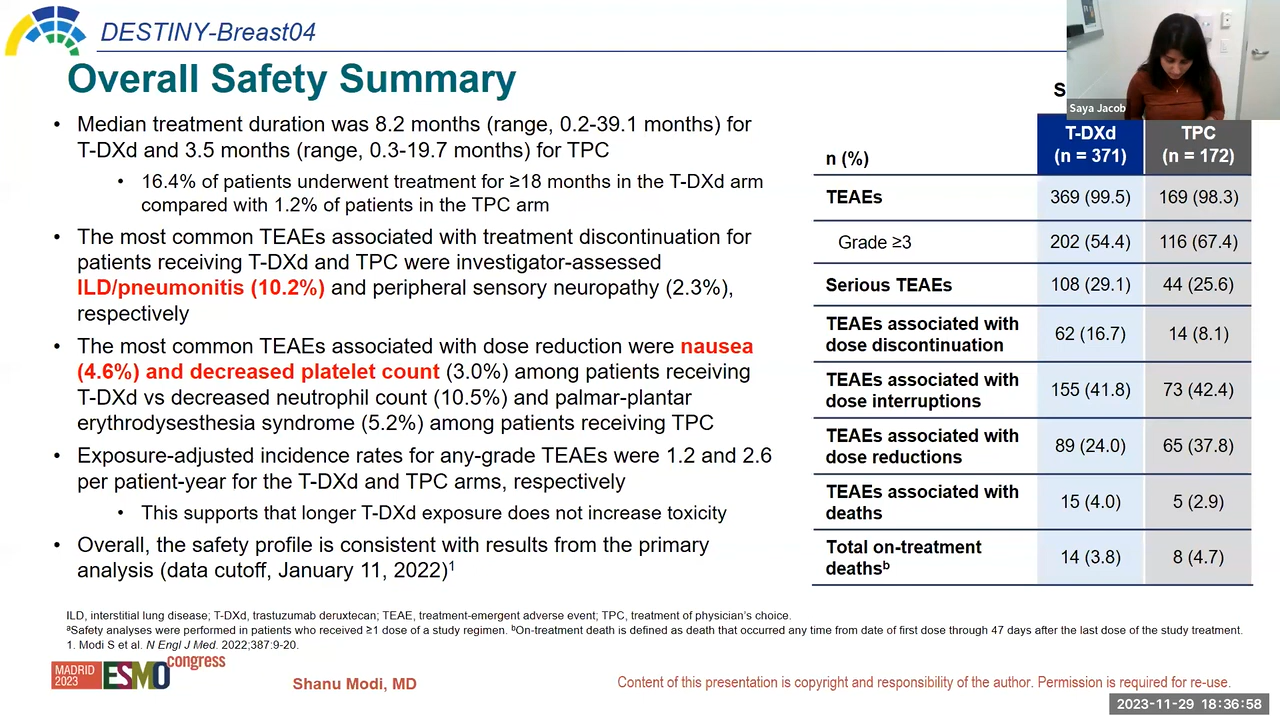 DESTINY-Breast04
Overall Safety Summary
• Median treatment duration was 8.2 months (range, 0.2-39.1 months) for
T-DXd and 3.5 months (range, 0.3-19.7 months) for TPC
• 16.4% of patients underwent treatment for ≥18 months in the T-DXd arm
compared with 1.2% of patients in the TPC arm
• The most common TEAEs associated with treatment discontinuation for
patients receiving T-DXd and TPC were investigator-assessed
ILD/pneumonitis (10.2%) and peripheral sensory neuropathy (2.3%),
respectively
• The most common TEAEs associated with dose reduction were nausea
(4.6%) and decreased platelet count (3.0%) among patients receiving
T-DXd vs decreased neutrophil count (10.5%) and palmar-plantar
erythrodysesthesia syndrome (5.2%) among patients receiving TPC
• Exposure-adjusted incidence rates for any-grade TEAEs were 1.2 and 2.6
per patient-year for the T-DXd and TPC arms, respectively
• This supports that longer T-DXd exposure does not increase toxicity
• Overall, the safety profile is consistent with results from the primary
analysis (data cutoff, January 11, 2022)¹
Saya Jacob
n (%) T-DXd (n = 371) TPC (n = 172)
TEAEs 369 (99.5) 169 (98.3)
Grade ≥3 202 (54.4) 116 (67.4)
Serious TEAEs 108 (29.1) 44 (25.6)
TEAEs associated with
dose discontinuation 62 (16.7) 14 (8.1)
TEAEs associated with
dose interruptions 155 (41.8) 73 (42.4)
TEAEs associated with
dose reductions 89 (24.0) 65 (37.8)
TEAEs associated with
deaths 15 (4.0) 5 (2.9)
Total on-treatment
deathsᵇ 14 (3.8) 8 (4.7)
ILD, interstitial lung disease; T-DXd, trastuzumab deruxtecan; TEAE, treatment-emergent adverse event; TPC, treatment of physician's choice.
ᵃSafety analyses were performed in patients who received ≥1 dose of a study regimen. ᵇOn-treatment death is defined as death that occurred any time from date of first dose through 47 days after the last dose of the study treatment.
1. Modi S et al. N Engl J Med. 2022;387:9-20.
MADRID
2023
ESMO congress
Shanu Modi, MD
Content of this presentation is copyright and responsibility of the author. Permission is required for re-use.
2023-11-29 18:36:58